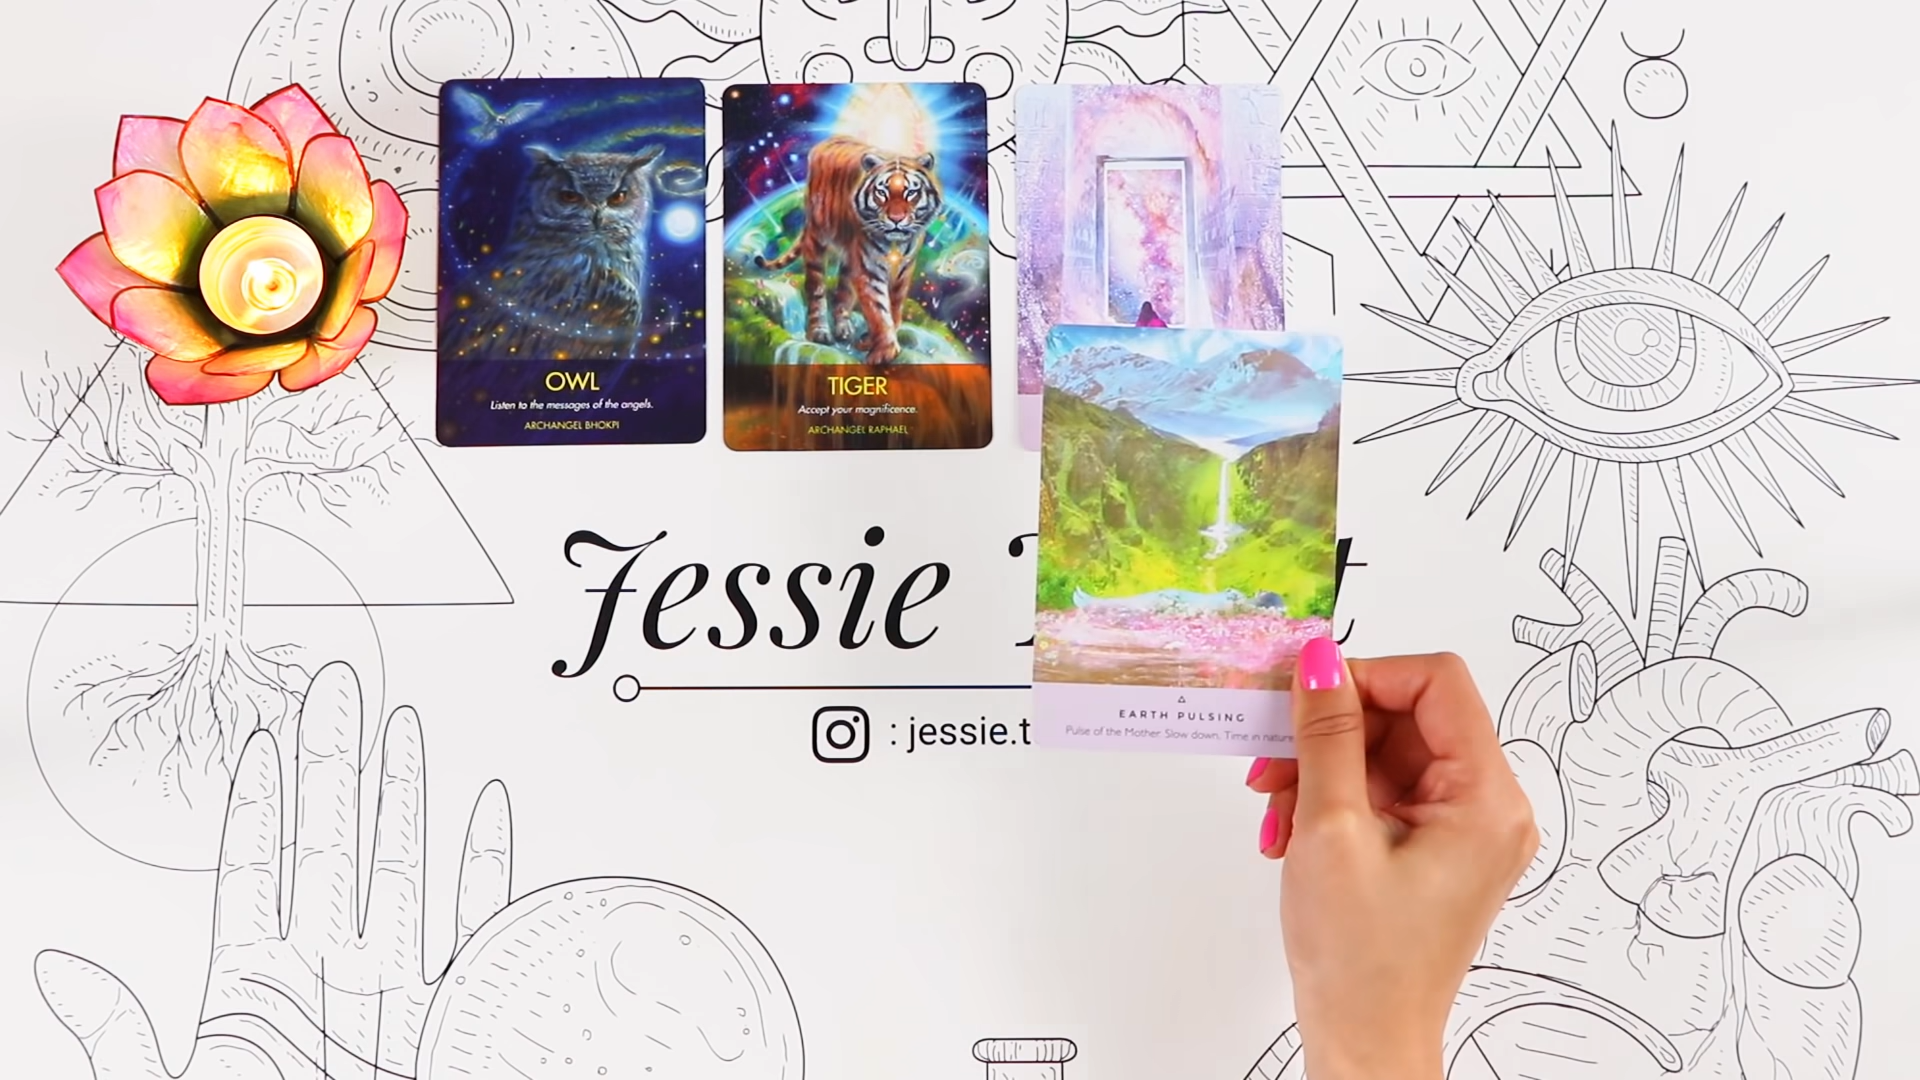 OWL
Listen to the messages of the angels.
ARCHANGEL BHOKPI
TIGER
Accept your magnificence.
ARCHANGEL RAPHAEL
Jessie
: jessie.t
EARTH PULSING
Pulse of the Mother. Slow down. Time in nature.